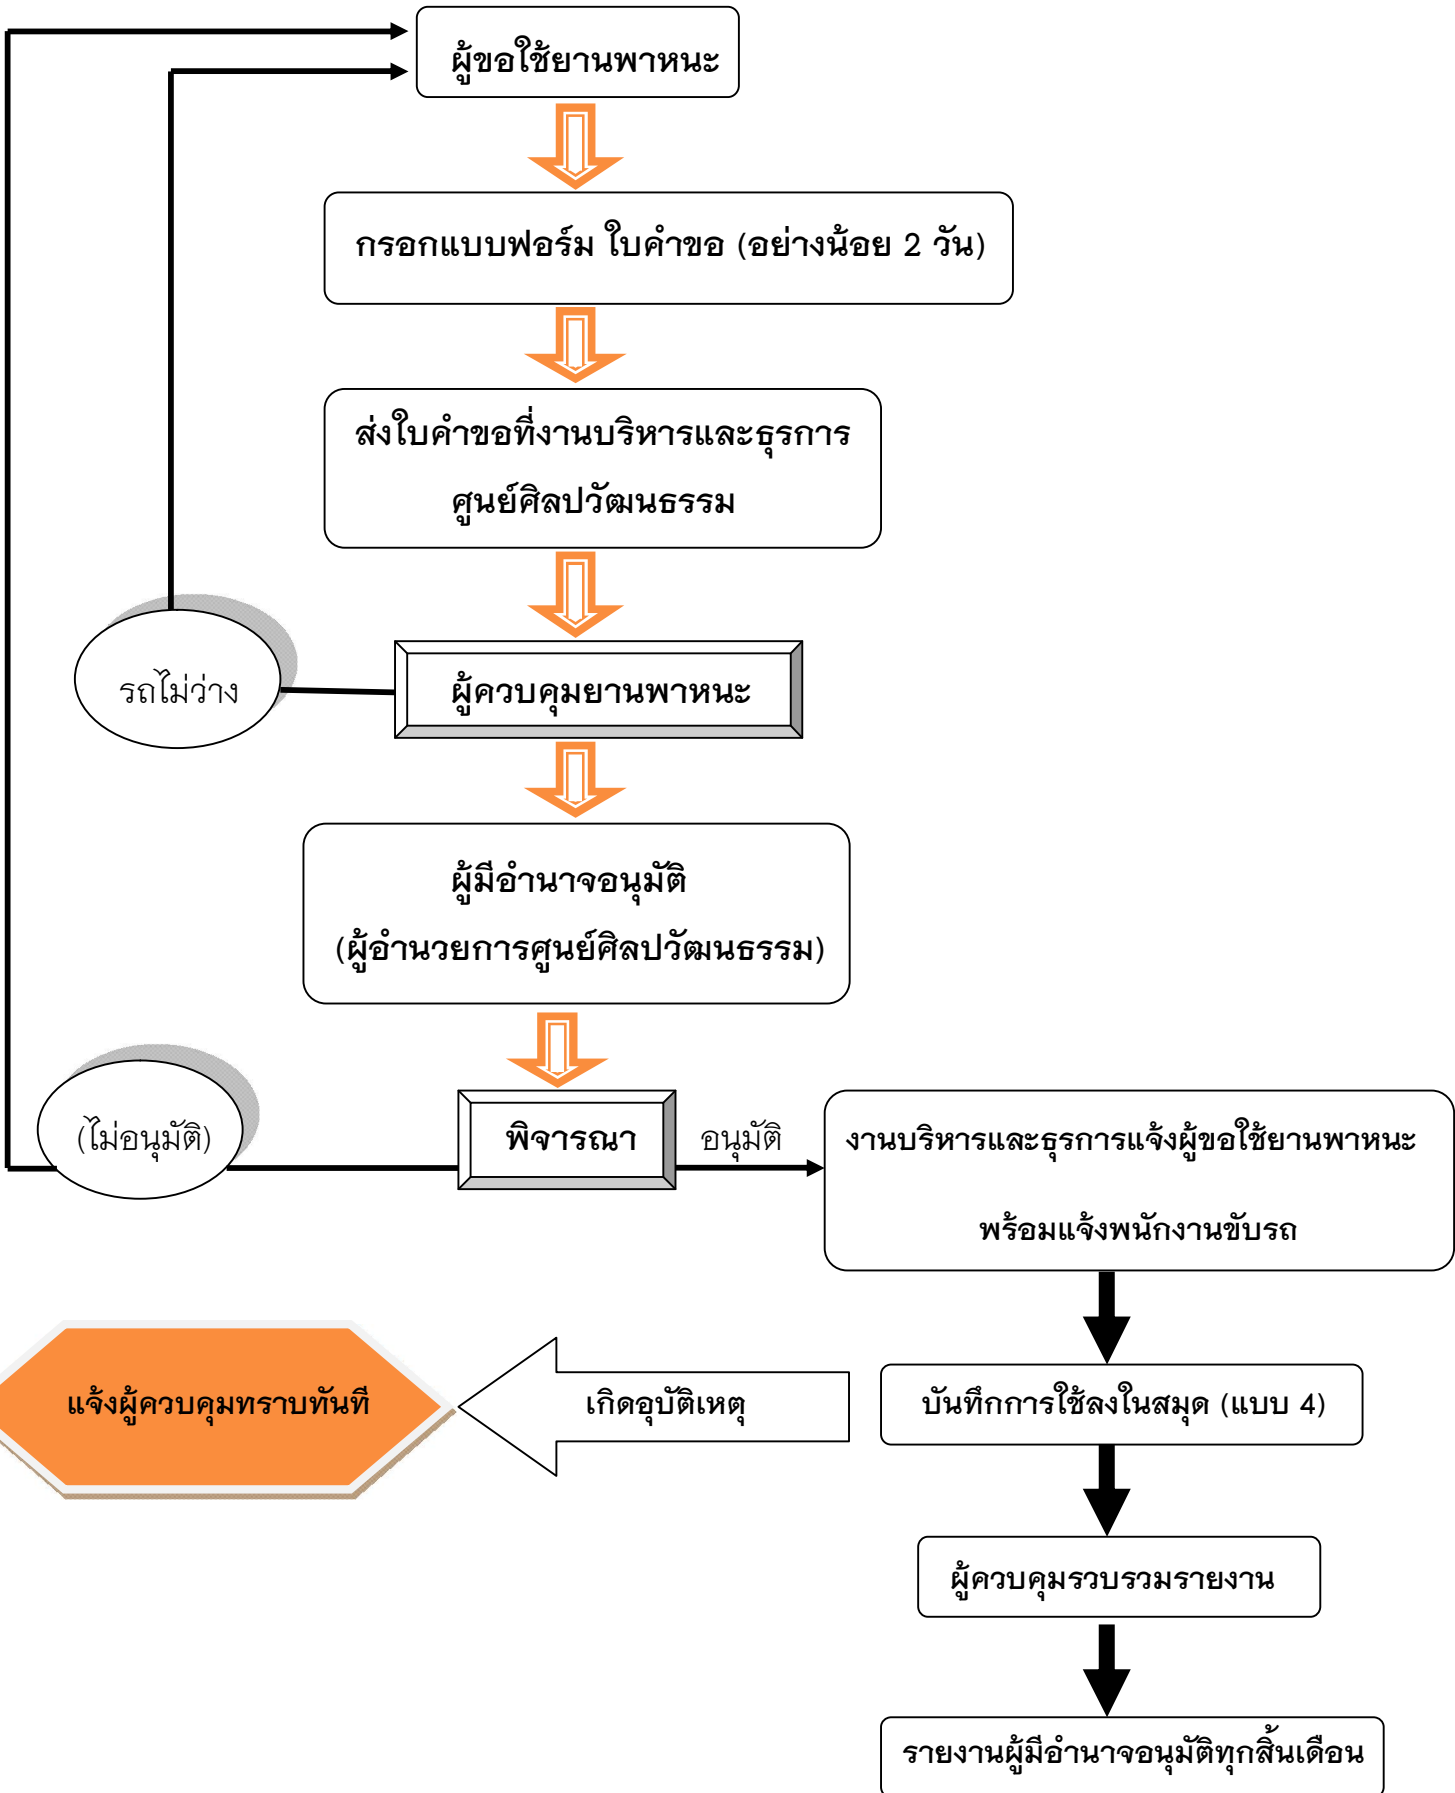 ผู้ขอใช้ยานพาหนะ
กรอกแบบฟอร์ม ใบคำขอ (อย่างน้อย 2 วัน)
ส่งใบคำขอที่งานบริหารและธุรการ
ศูนย์ศิลปวัฒนธรรม
รถไม่ว่าง
ผู้ควบคุมยานพาหนะ
ผู้มีอำนาจอนุมัติ
(ผู้อำนวยการศูนย์ศิลปวัฒนธรรม)
(ไม่อนุมัติ)
พิจารณา
อนุมัติ
งานบริหารและธุรการแจ้งผู้ขอใช้ยานพาหนะ
พร้อมแจ้งพนักงานขับรถ
แจ้งผู้ควบคุมทราบทันที
เกิดอุบัติเหตุ
บันทึกการใช้ลงในสมุด (แบบ 4)
ผู้ควบคุมรวบรวมรายงาน
รายงานผู้มีอำนาจอนุมัติทุกสิ้นเดือน